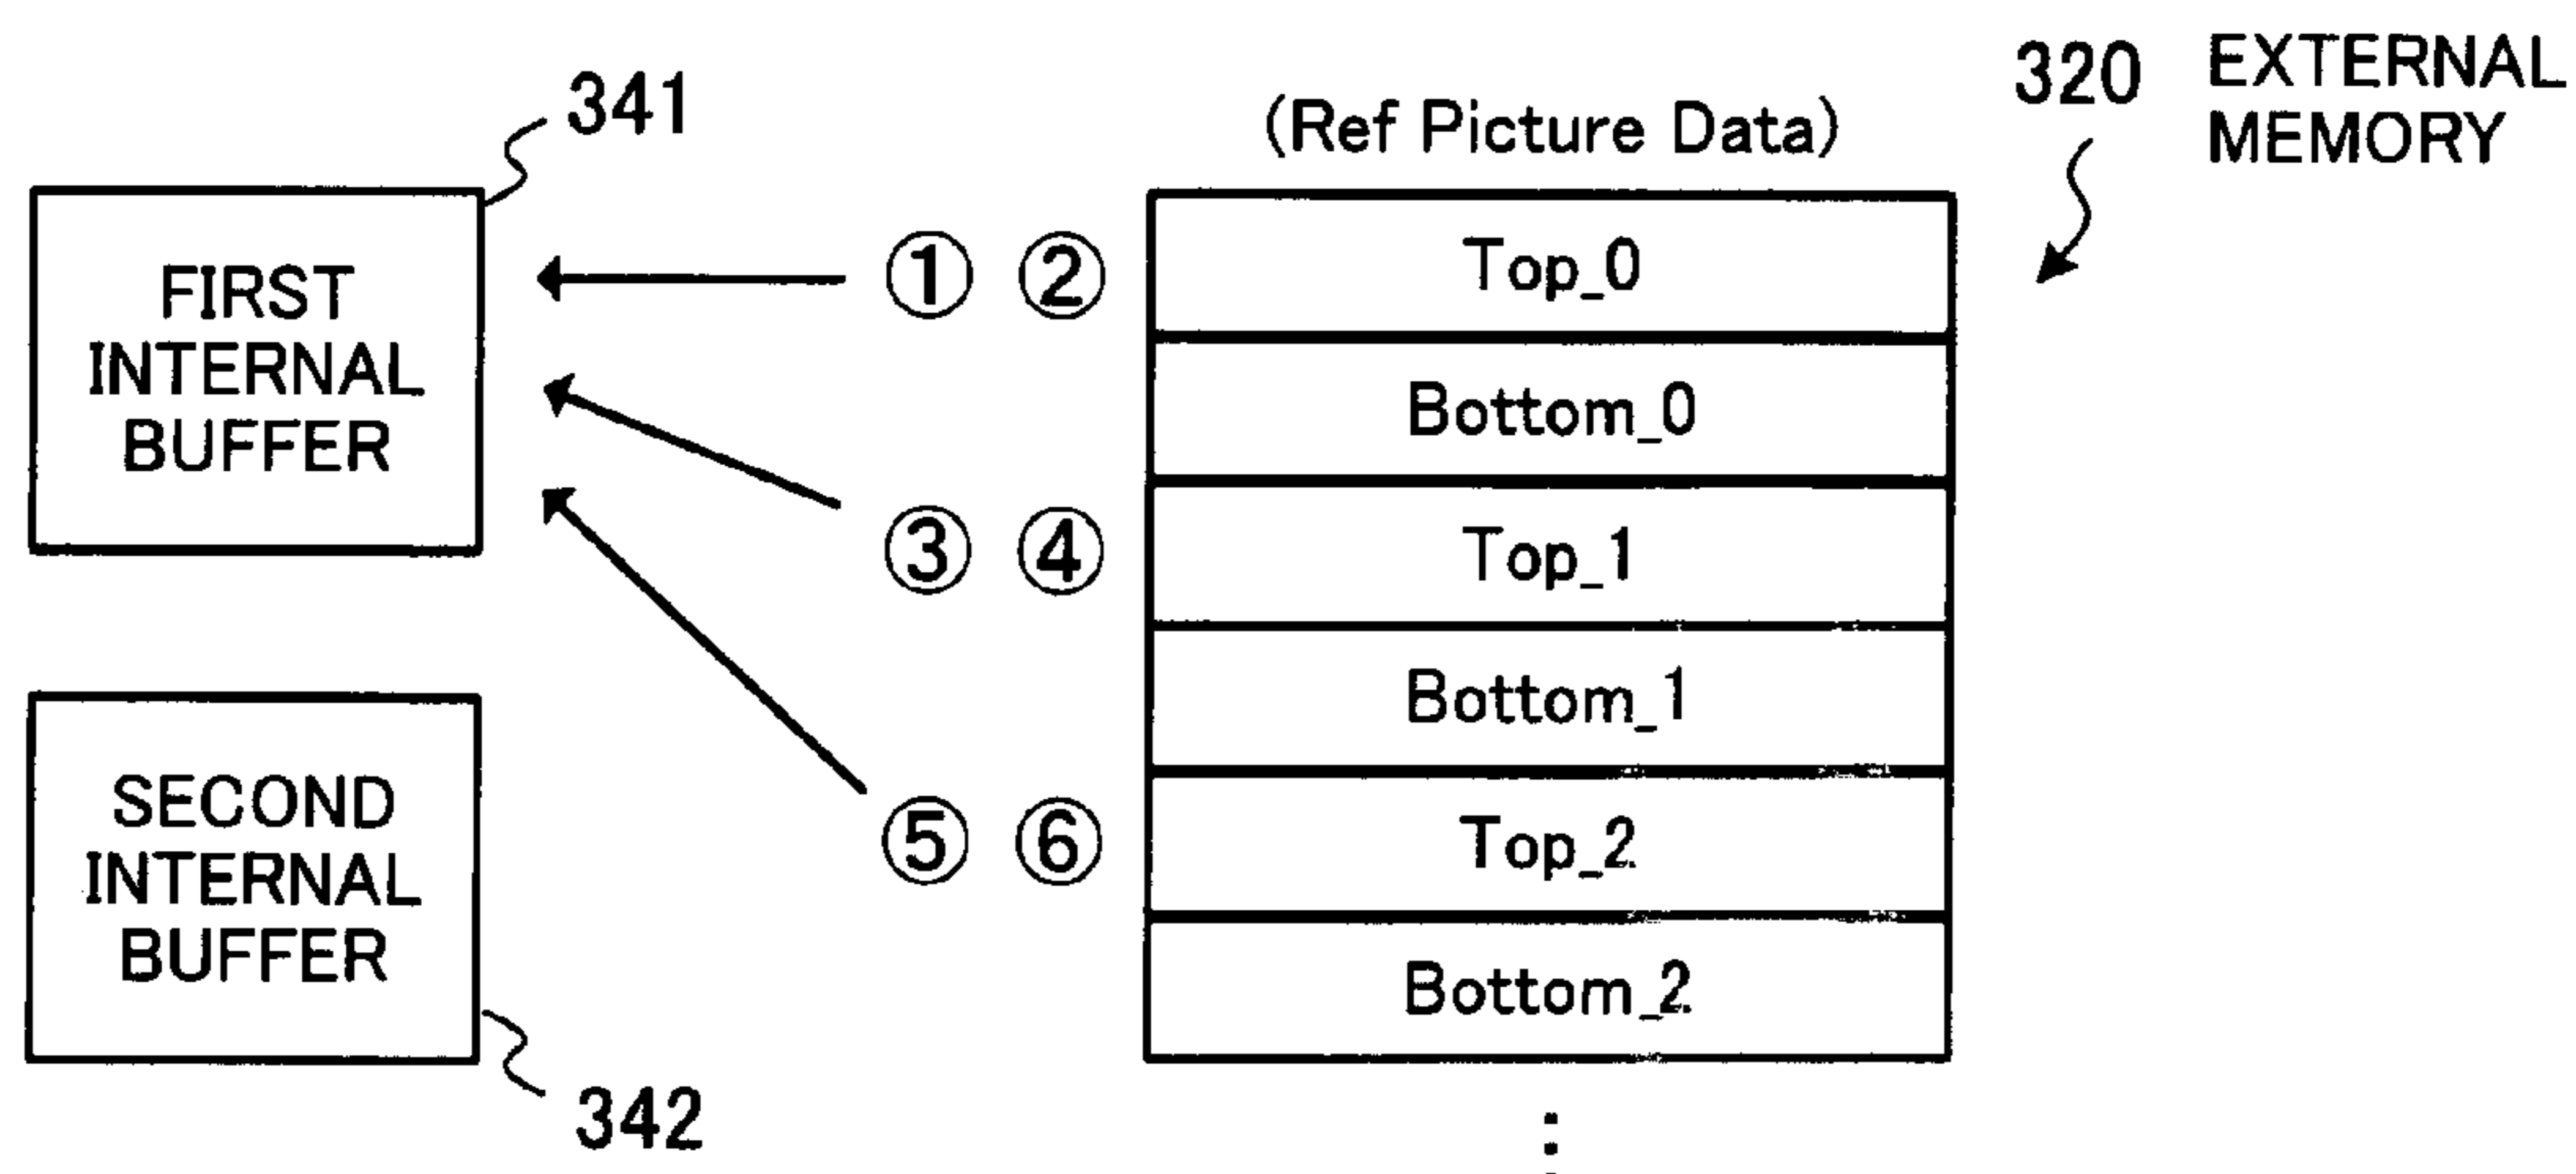 341
320 EXTERNAL
MEMORY
(Ref Picture Data)
FIRST
INTERNAL
BUFFER
① ② Top_0
Bottom_0
③ ④ Top_1
Bottom_1
SECOND
INTERNAL
BUFFER
⑤ ⑥ Top_2
Bottom_2
342